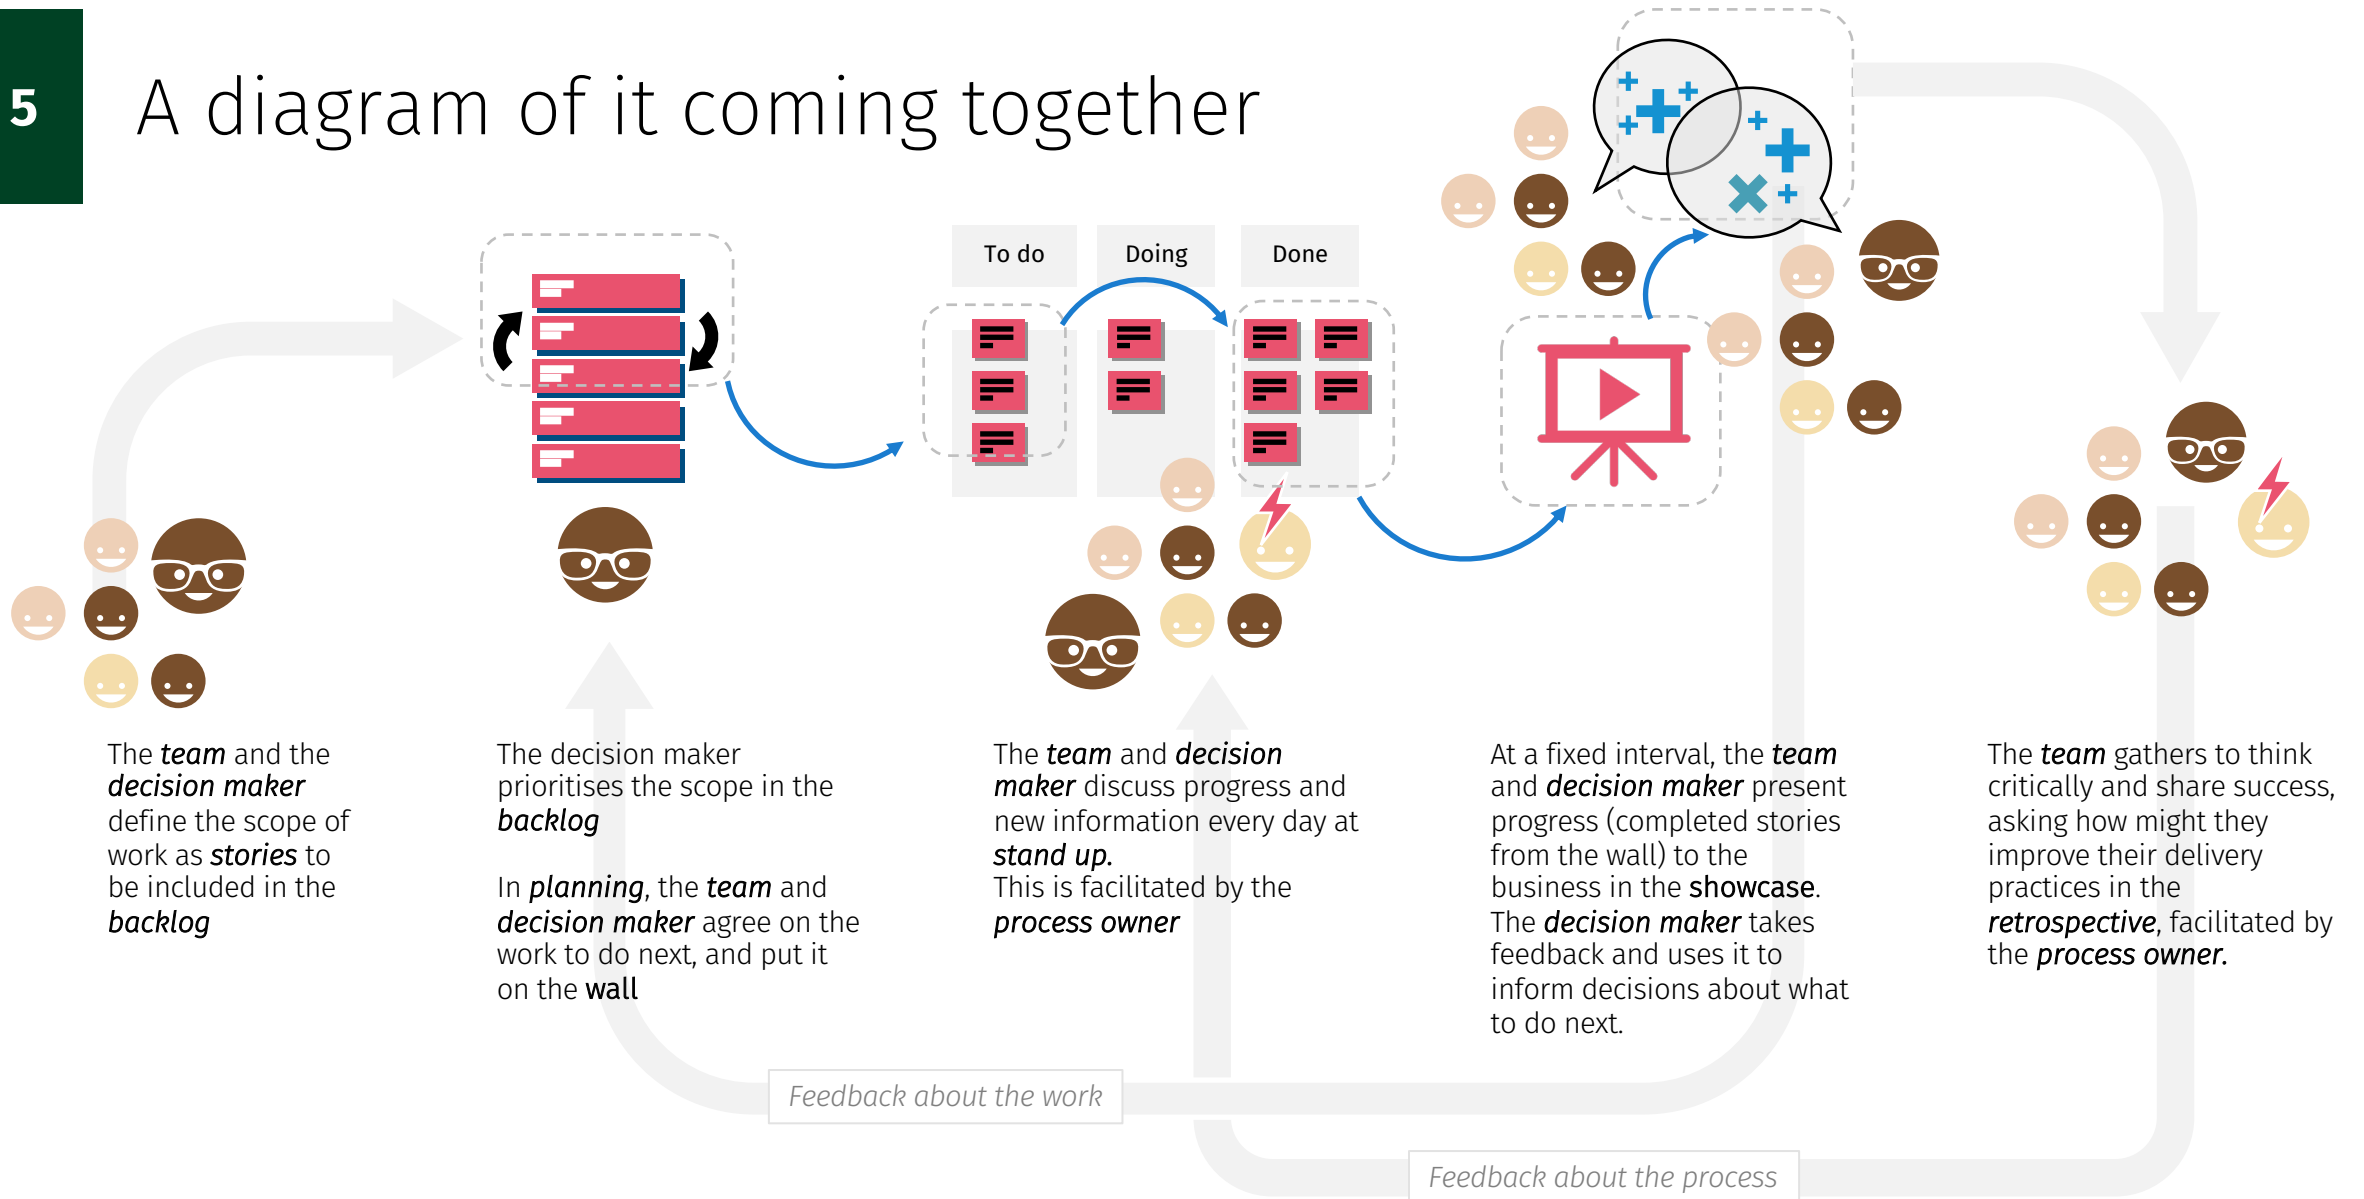 5
A diagram of it coming together
To do
Doing
Done
The team and the
decision maker
define the scope of
work as stories to
be included in the
backlog
The decision maker
prioritises the scope in the
backlog
In planning, the team and
decision maker agree on the
work to do next, and put it
on the wall
The team and decision
maker discuss progress and
new information every day at
stand up.
This is facilitated by the
process owner
At a fixed interval, the team
and decision maker present
progress (completed stories
from the wall) to the
business in the showcase.
The decision maker takes
feedback and uses it to
inform decisions about what
to do next.
The team gathers to think
critically and share success,
asking how might they
improve their delivery
practices in the
retrospective, facilitated by
the process owner.
Feedback about the work
Feedback about the process